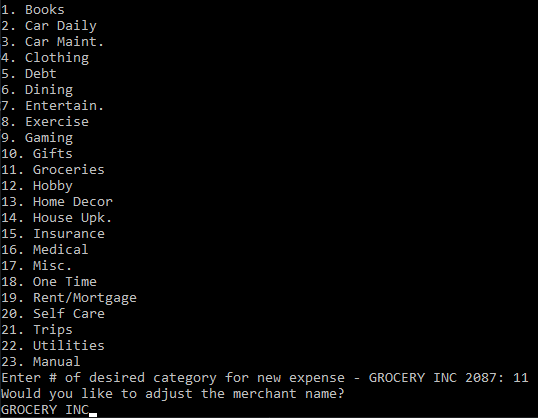 1. Books
2. Car Daily
3. Car Maint.
4. Clothing
5. Debt
6. Dining
7. Entertain.
8. Exercise
9. Gaming
10. Gifts
11. Groceries
12. Hobby
13. Home Decor
14. House Upk.
15. Insurance
16. Medical
17. Misc.
18. One Time
19. Rent/Mortgage
20. Self Care
21. Trips
22. Utilities
23. Manual
Enter # of desired category for new expense - GROCERY INC 2087: 11
Would you like to adjust the merchant name?
GROCERY INC